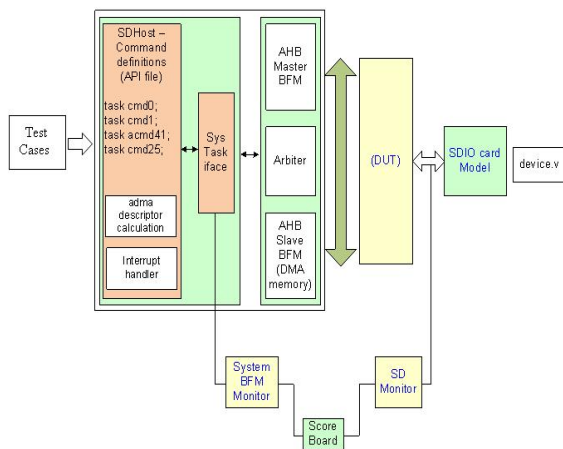 SDHost –
Command
definitions
(API file)
task cmd0;
task cmd1;
task acmd41;
task cmd25;
adma
descriptor
calculation
Interrupt
handler
Test
Cases
Sys
Task
iface
AHB
Master
BFM
Arbiter
AHB
Slave
BFM
(DMA
memory)
(DUT)
SDIO card
Model
device.v
System
BFM
Monitor
SD
Monitor
Score
Board